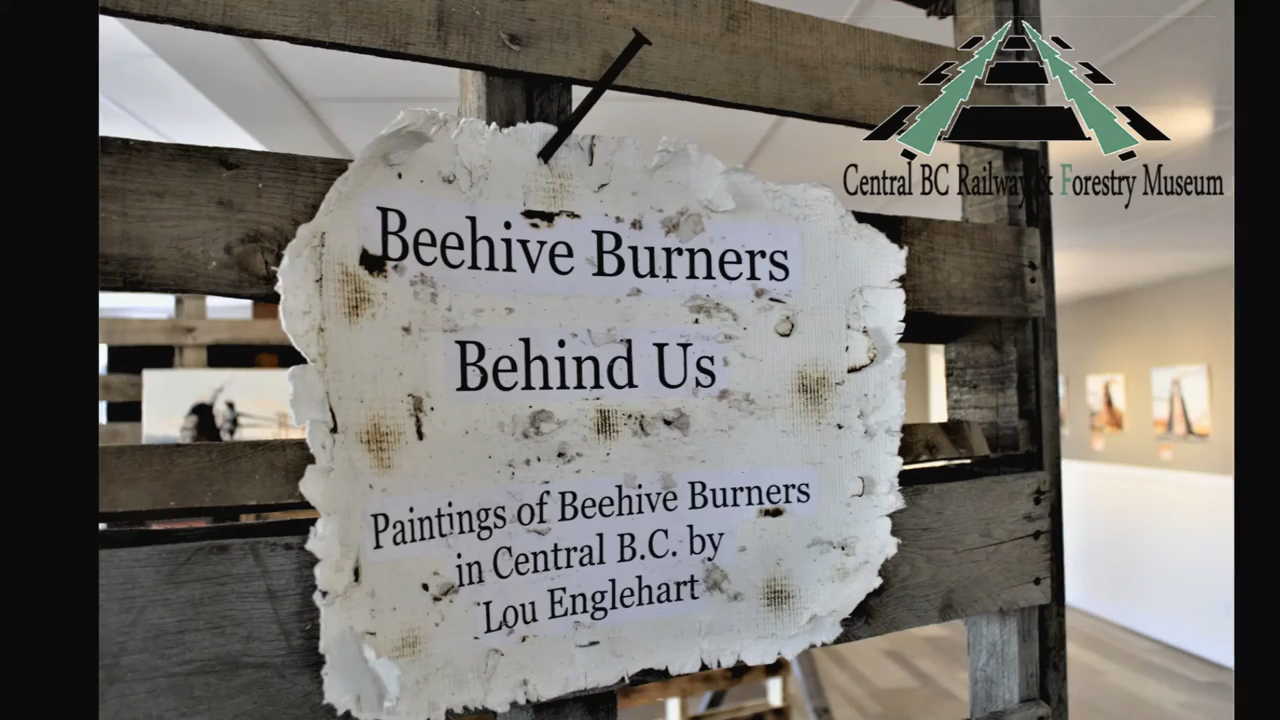 Central BC Railway & Forestry Museum
Beehive Burners
Behind Us
Paintings of Beehive Burners
in Central B.C. by
Lou Englehart